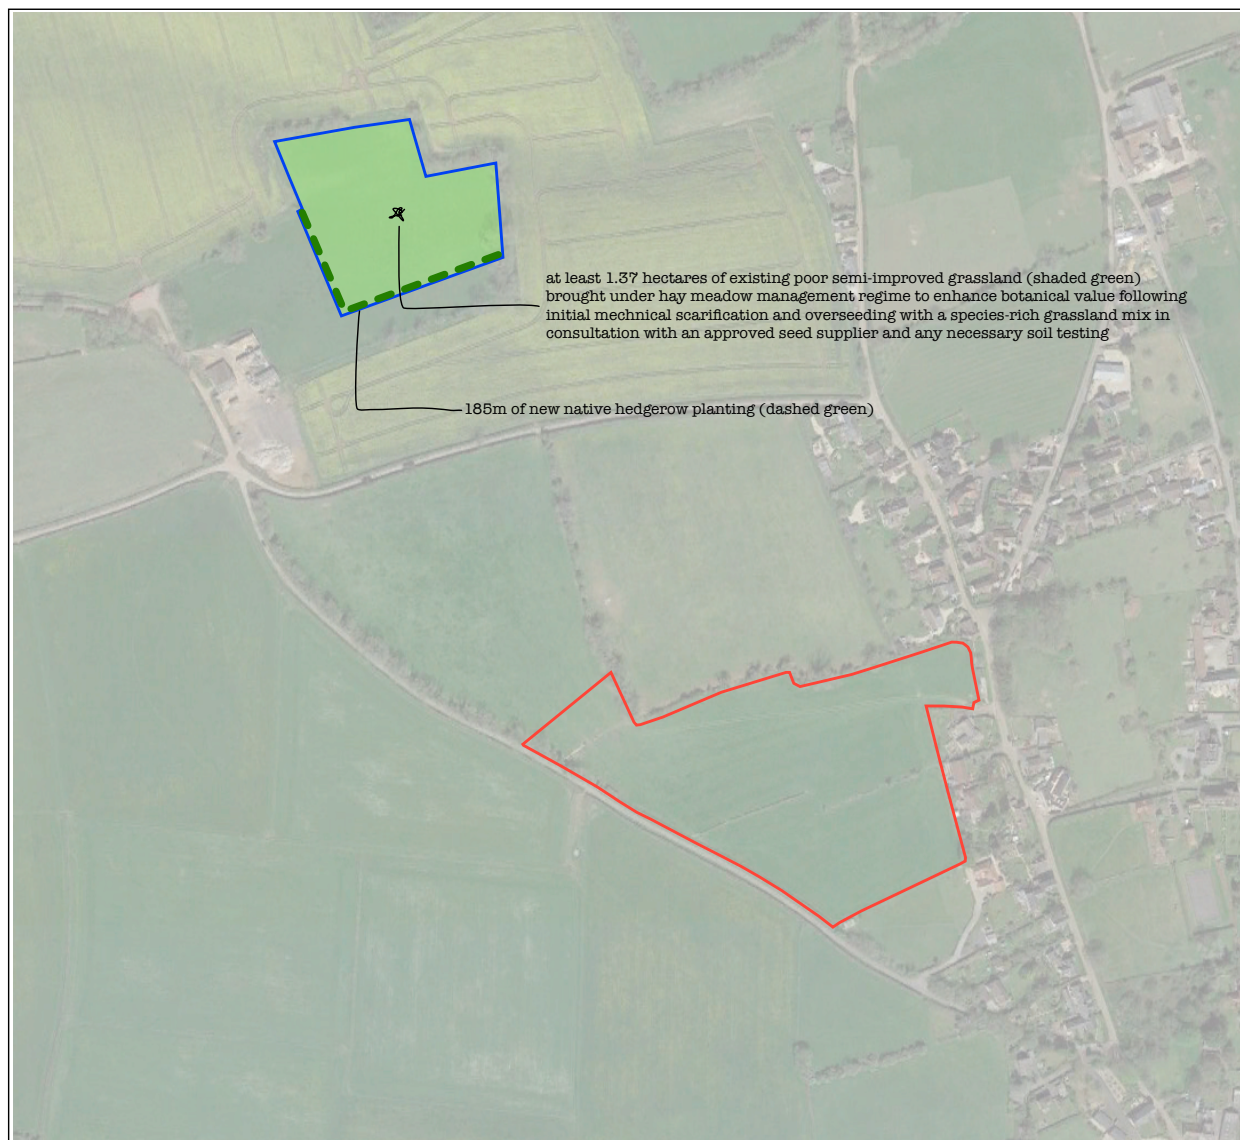 at least 1.37 hectares of existing poor semi-improved grassland (shaded green)
brought under hay meadow management regime to enhance botanical value following
initial mechnical scarification and overseeding with a species-rich grassland mix in
consultation with an approved seed supplier and any necessary soil testing
185m of new native hedgerow planting (dashed green)